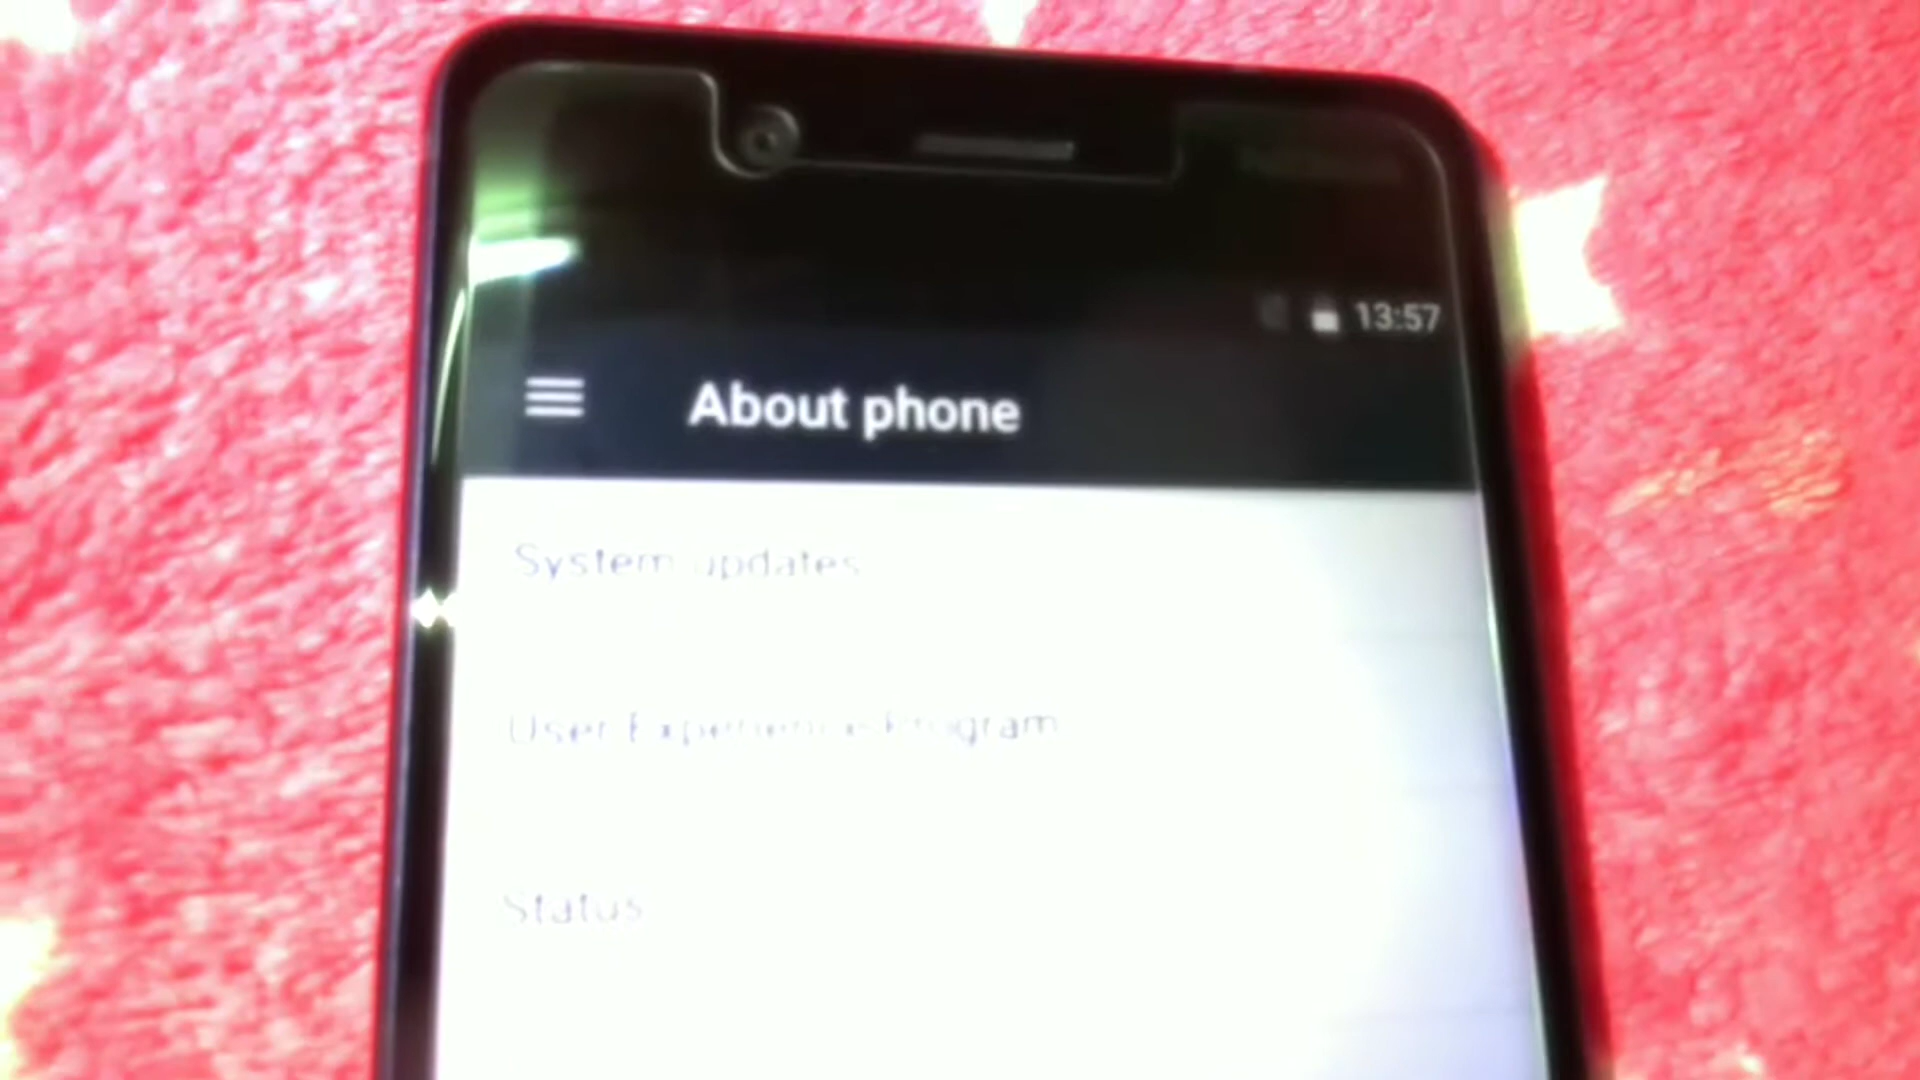 13:57
About phone
System updates
User Experience Program
Status